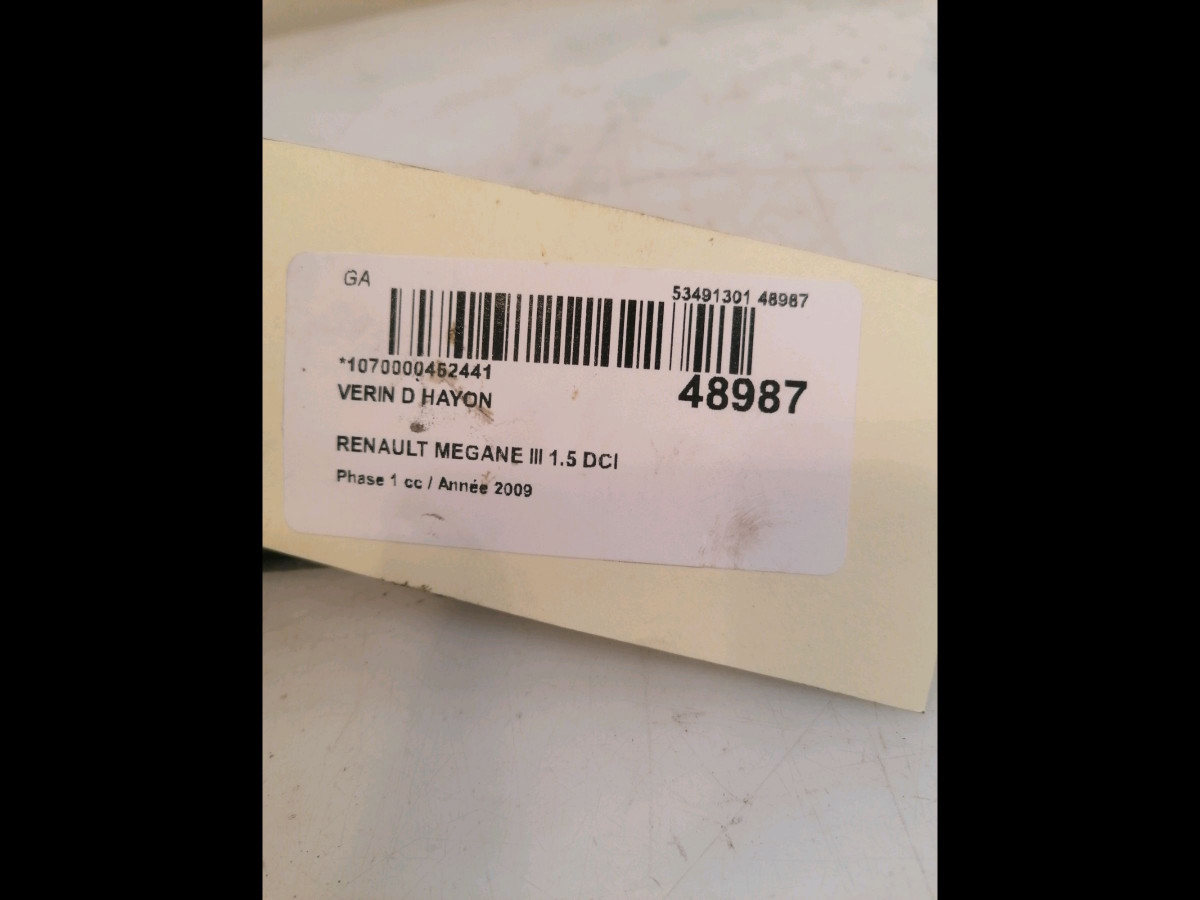 GA
53491301 48987
*1070000452441
48987
VERIN D HAYON
RENAULT MEGANE III 1.5 DCI
Phase 1 cc / Année 2009